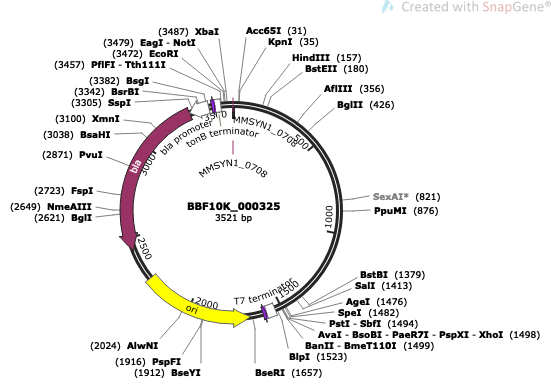 Created with SnapGene®
(3487) XbaI
(3479) EagI - NotI
(3472) EcoRI
(3457) PflFI - Tth111I
(3382) BsgI
(3342) BsrBI
(3305) SspI
(3100) XmnI
(3038) BsaHI
(2871) PvuI
(2723) FspI
(2649) NmeAIII
(2621) BglI
Acc65I (31)
KpnI (35)
HindIII (157)
BstEII (180)
AflIII (356)
BglII (426)
SexAI* (821)
PpuMI (876)
BstBI (1379)
SalI (1413)
AgeI (1476)
SpeI (1482)
PstI - SbfI (1494)
AvaI - BsoBI - PaeR7I - PspXI - XhoI (1498)
BanII - BmeT110I (1499)
BlpI (1523)
BseRI (1657)
(2024) AlwNI
(1916) PspFI
(1912) BseYI
MMSYN1_0708
bla promoter
tonB terminator
MMSYN1_0708
bla
ori
T7 terminator
500
1000
1500
2000
2500
3000
BBF10K_000325
3521 bp